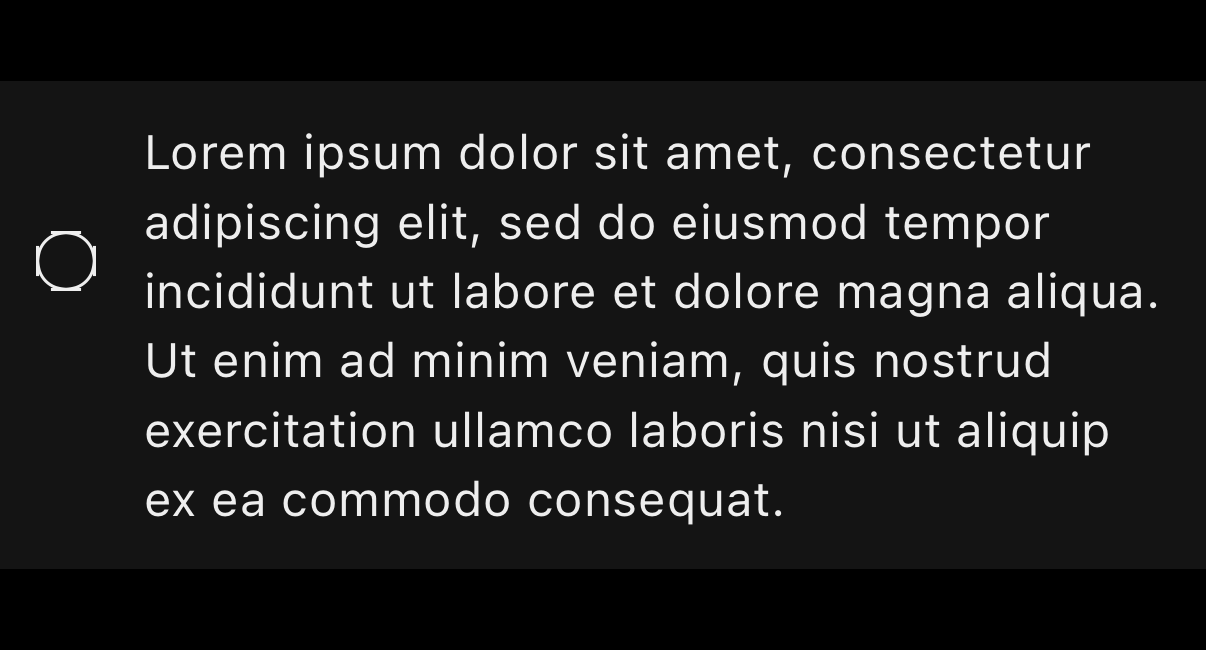 Lorem ipsum dolor sit amet, consectetur
adipiscing elit, sed do eiusmod tempor
incididunt ut labore et dolore magna aliqua.
Ut enim ad minim veniam, quis nostrud
exercitation ullamco laboris nisi ut aliquip
ex ea commodo consequat.